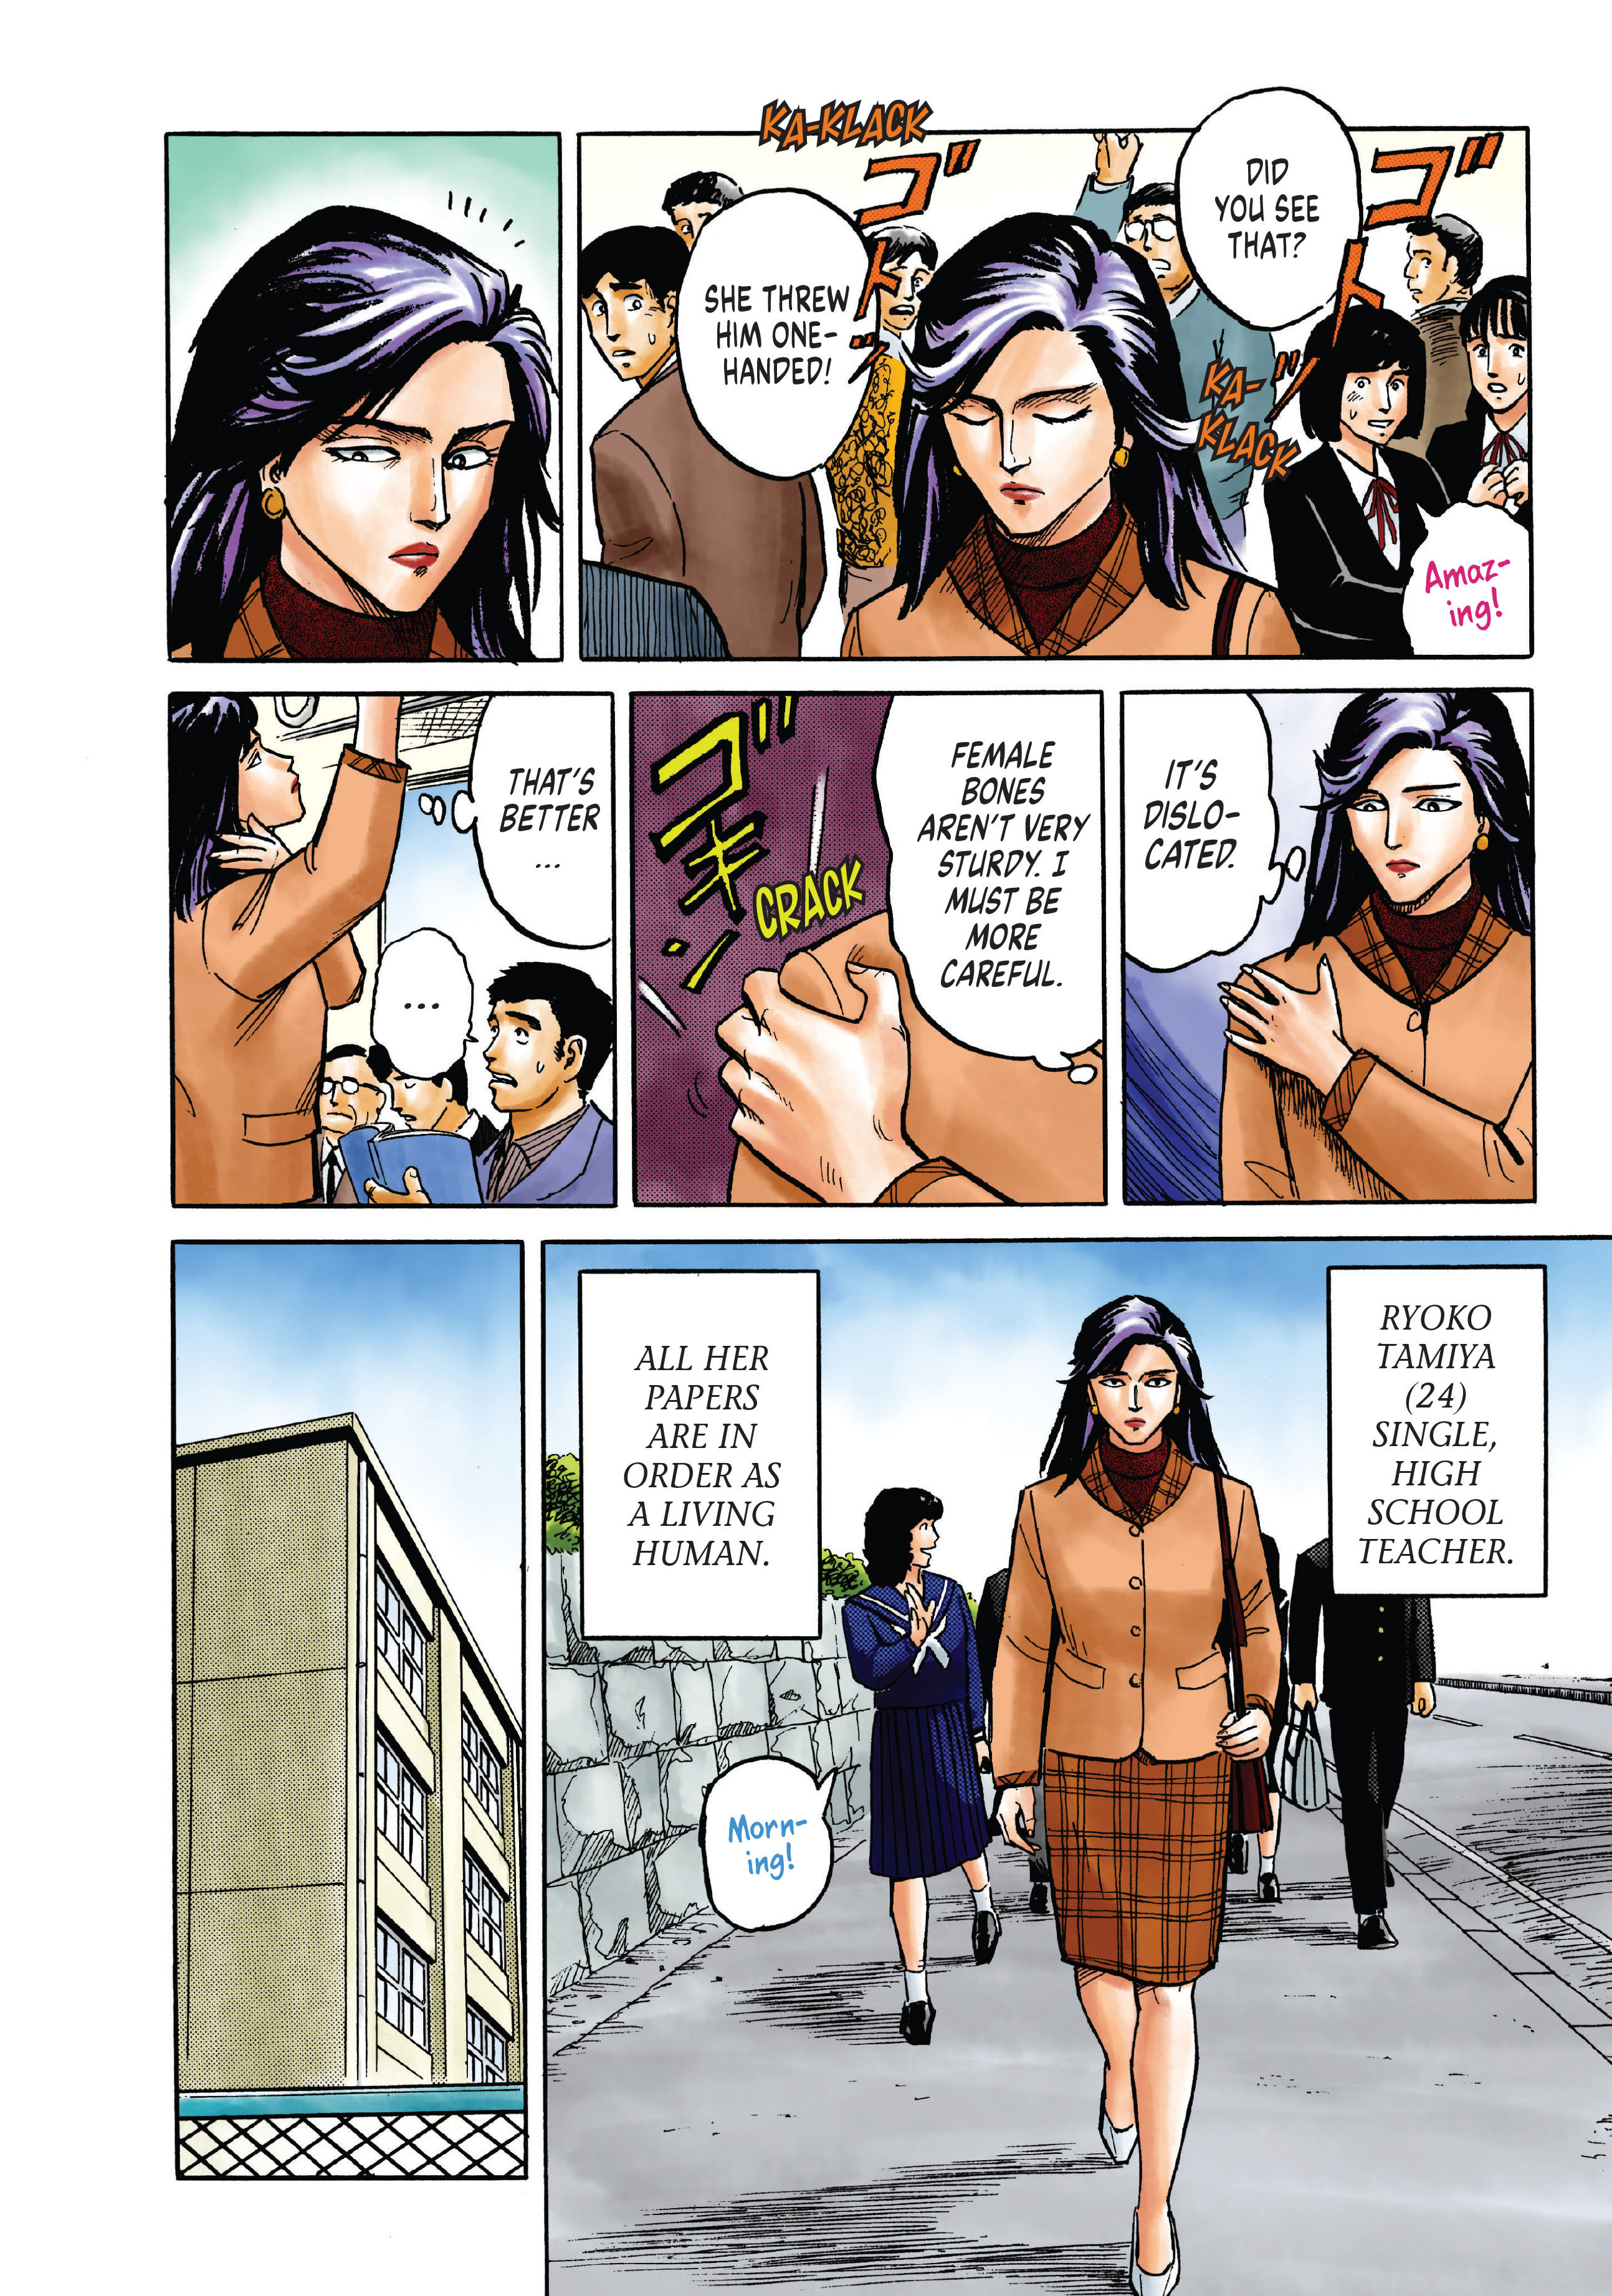 DID
YOU SEE
THAT?
ゴトッ
KA-
KLACK
Amaz-
ing!
KA-KLACK
ゴトッ
SHE THREW
HIM ONE-
HANDED!
IT'S
DISLO-
CATED.
FEMALE
BONES
AREN'T VERY
STURDY. I
MUST BE
MORE
CAREFUL.
ゴキン
CRACK
THAT'S
BETTER
...
...
RYOKO
TAMIYA
(24)
SINGLE,
HIGH
SCHOOL
TEACHER.
ALL HER
PAPERS
ARE IN
ORDER AS
A LIVING
HUMAN.
Morn-
ing!